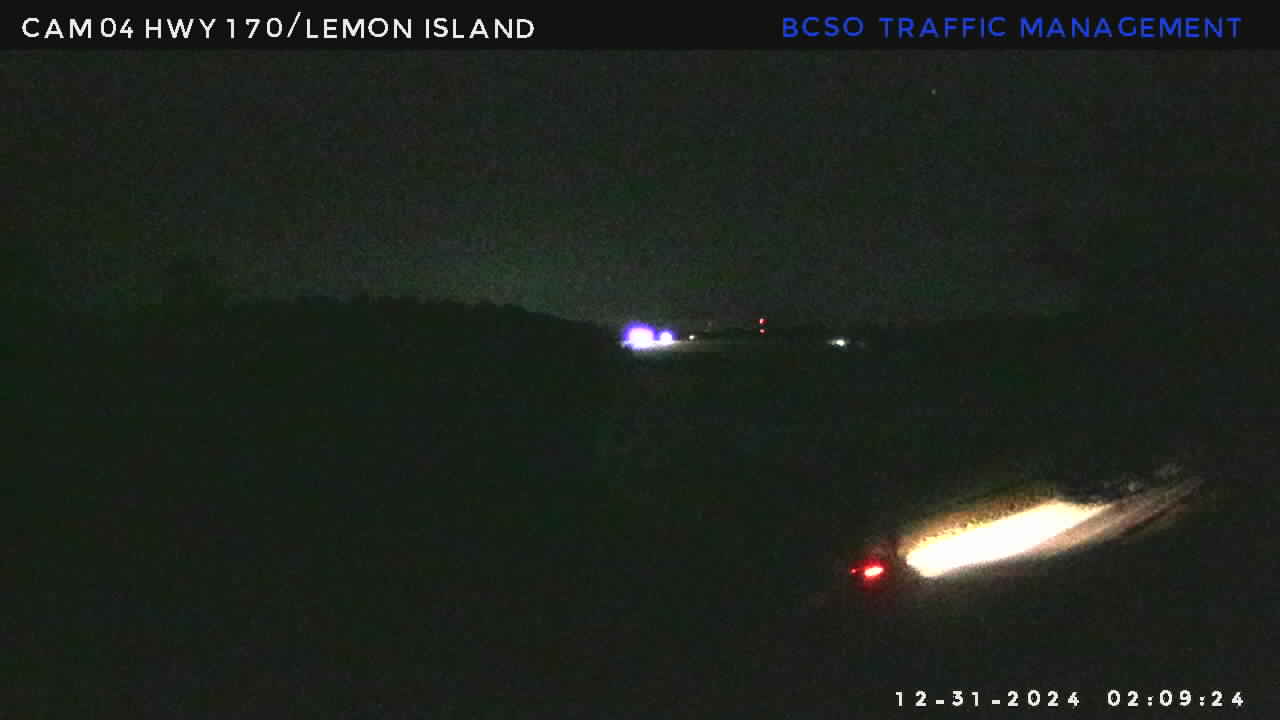 CAM04 HWY 170/LEMON ISLAND
BCSO TRAFFIC MANAGEMENT
12-31-2024 02:09:24